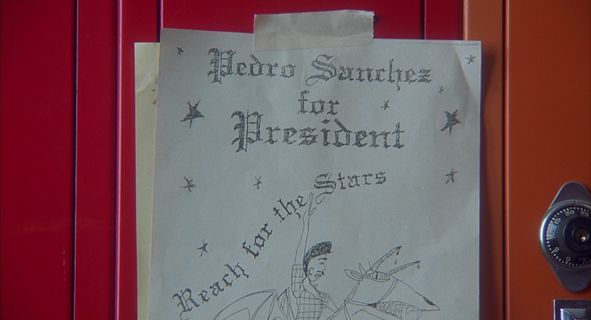 Pedro Sanchez
for
President
Reach for the Stars